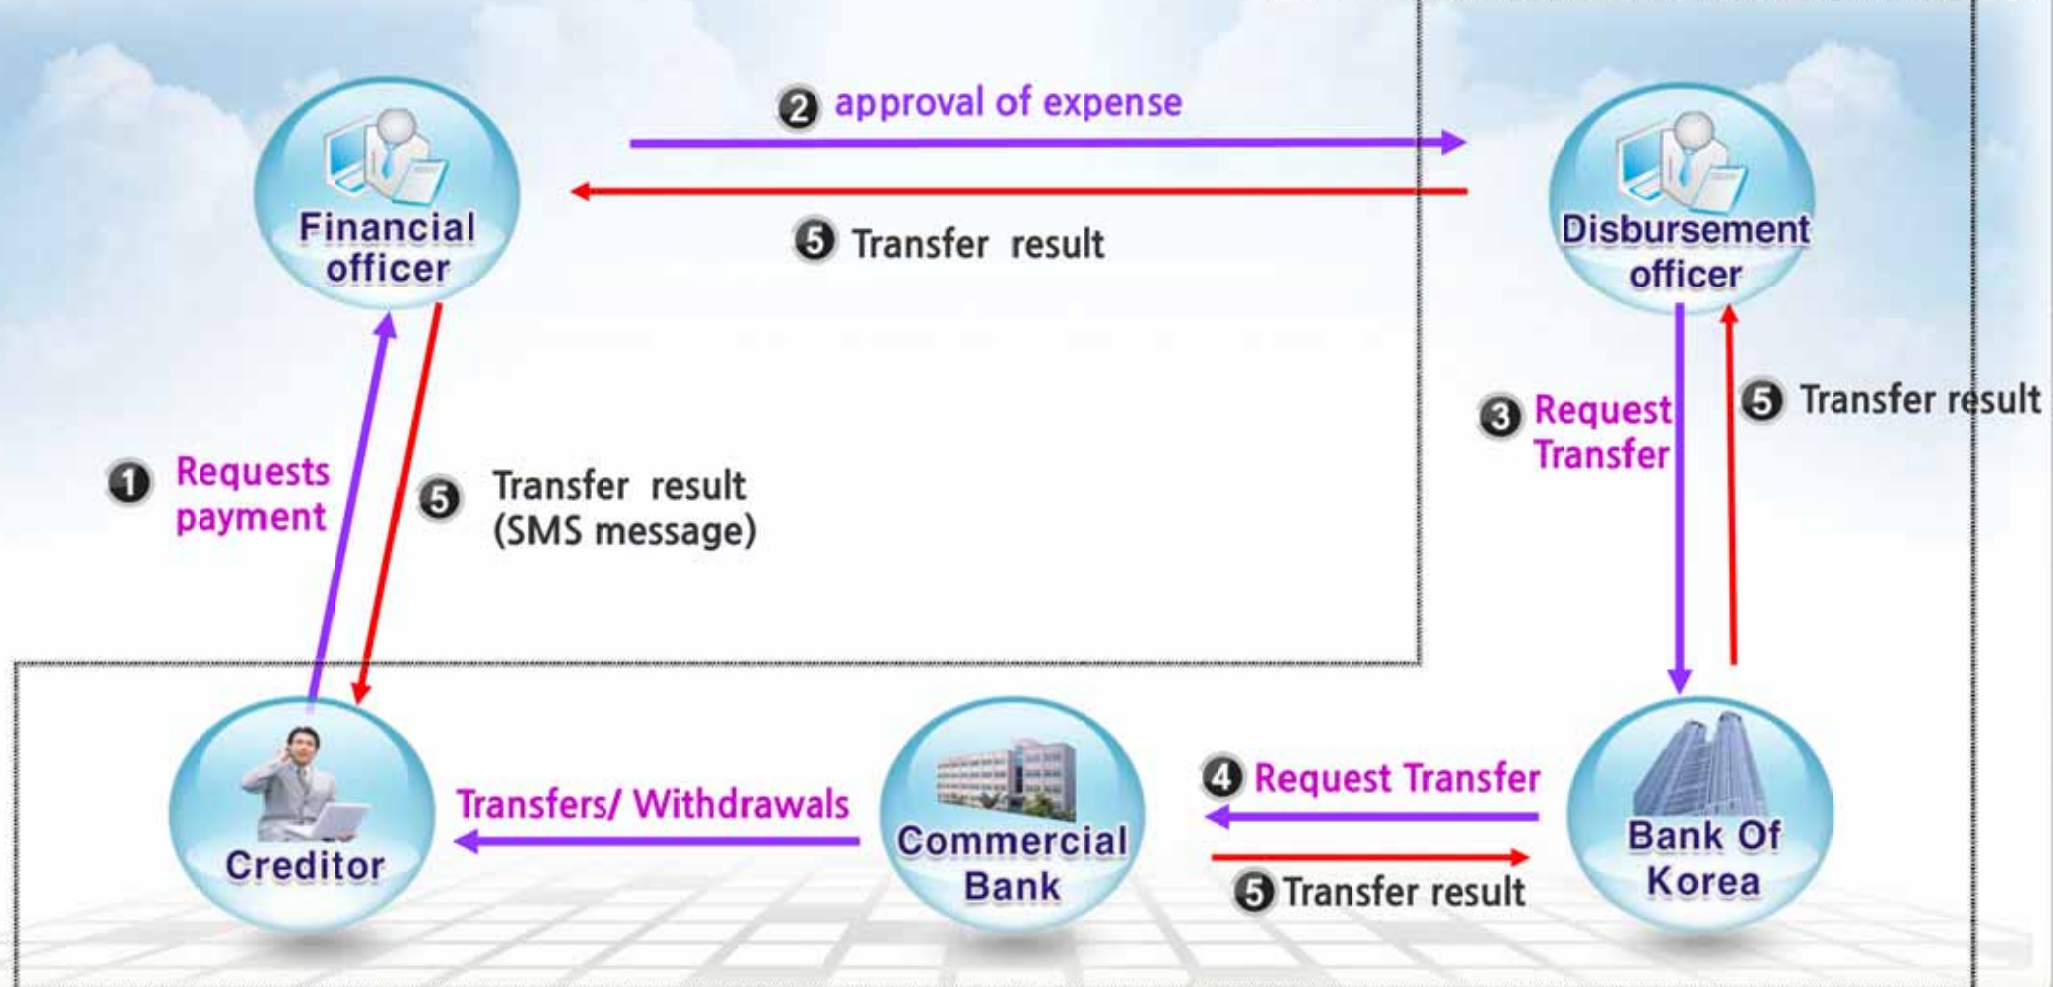 2 approval of expense
5 Transfer result
Financial
officer
Disbursement
officer
1 Requests
payment
5 Transfer result
(SMS message)
3 Request
Transfer
5 Transfer result
Creditor
Transfers/ Withdrawals
Commercial
Bank
4 Request Transfer
5 Transfer result
Bank Of
Korea